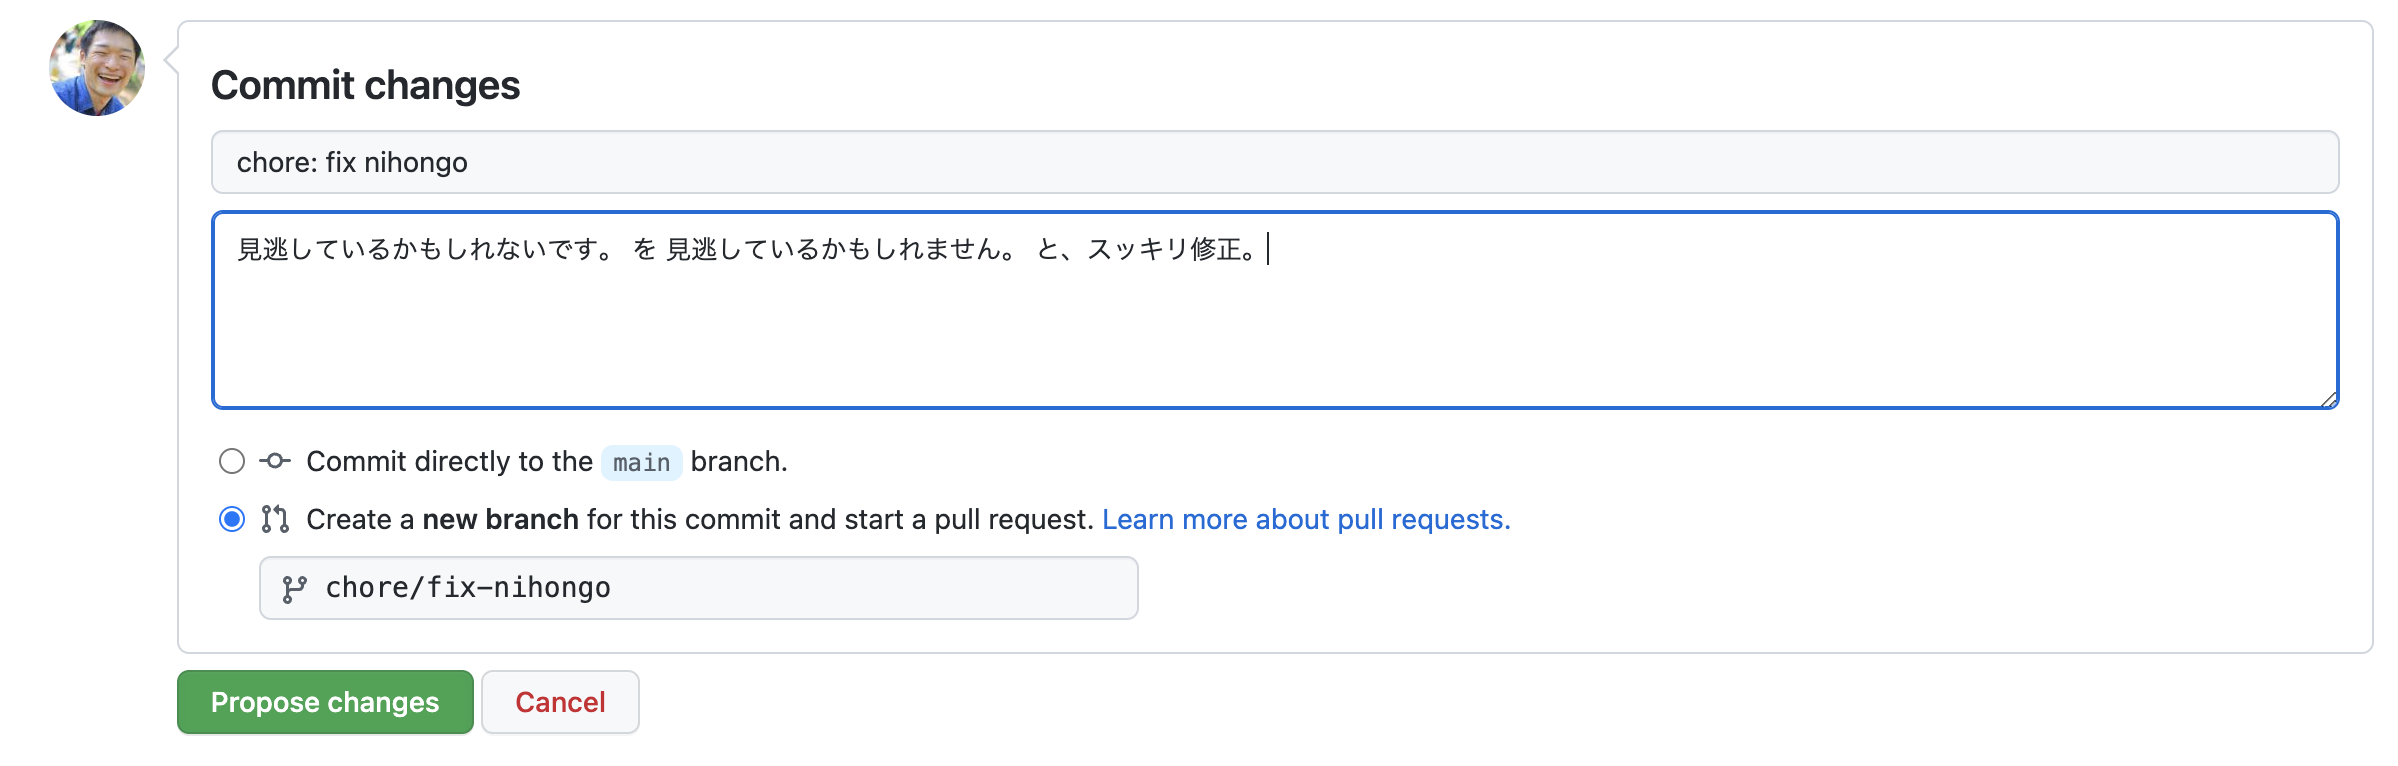 Commit changes
chore: fix nihongo
見逃しているかもしれないです。 を 見逃しているかもしれません。 と、スッキリ修正。
Commit directly to the main branch.
Create a new branch for this commit and start a pull request. Learn more about pull requests.
chore/fix-nihongo
Propose changes Cancel